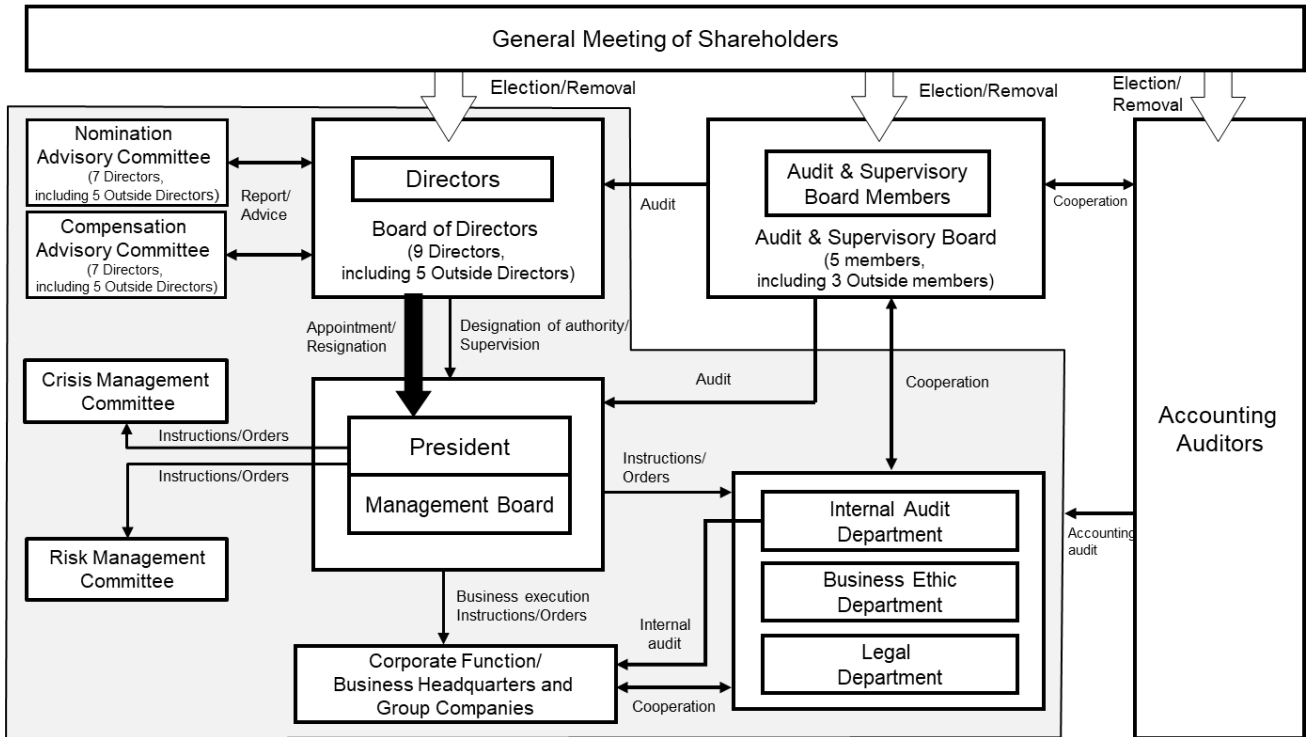 General Meeting of Shareholders
Election/Removal
Election/Removal
Election/
Removal
Nomination
Advisory Committee
(7 Directors,
including 5 Outside Directors)
Report/
Advice
Compensation
Advisory Committee
(7 Directors,
including 5 Outside Directors)
Directors
Board of Directors
(9 Directors,
including 5 Outside Directors)
Audit
Audit & Supervisory
Board Members
Audit & Supervisory Board
(5 members,
including 3 Outside members)
Cooperation
Accounting
Auditors
Appointment/
Resignation
Designation of authority/
Supervision
Audit
Cooperation
Crisis Management
Committee
Instructions/Orders
Instructions/Orders
Risk Management
Committee
President
Management Board
Instructions/
Orders
Internal Audit
Department
Business Ethic
Department
Legal
Department
Accounting
audit
Business execution
Instructions/Orders
Internal
audit
Corporate Function/
Business Headquarters and
Group Companies
Cooperation